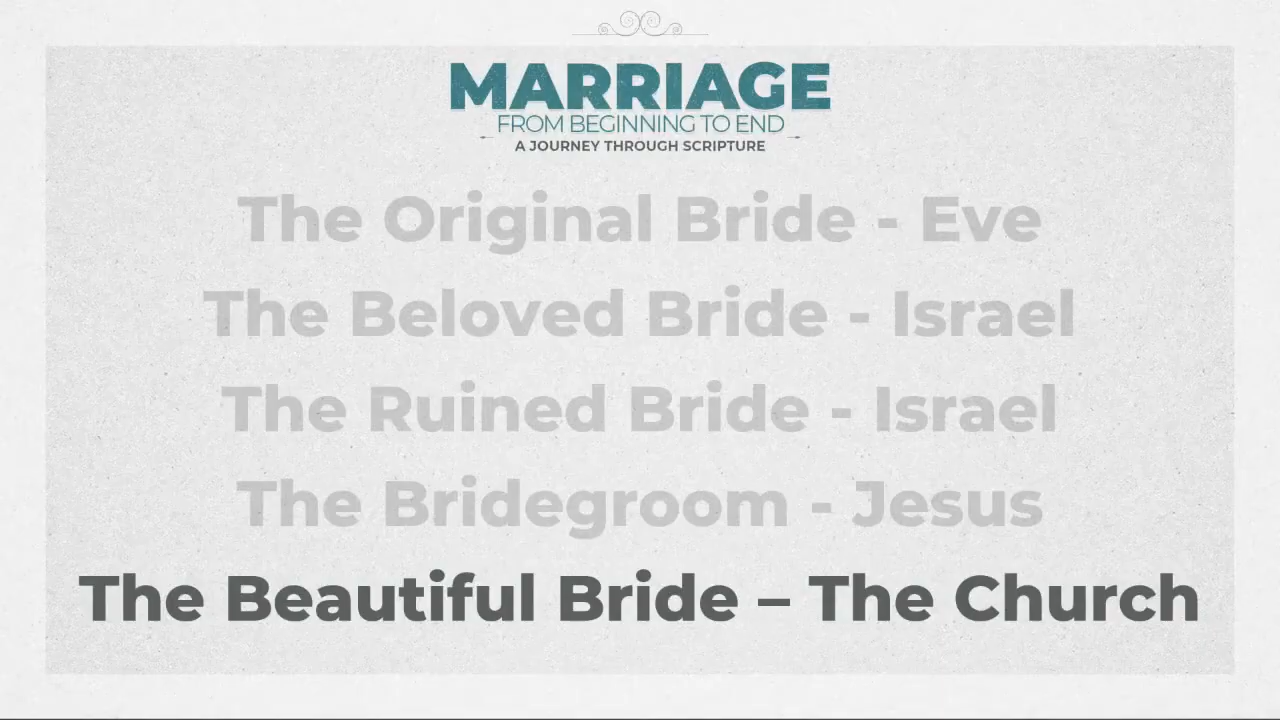 MARRIAGE
FROM BEGINNING TO END
A JOURNEY THROUGH SCRIPTURE
The Original Bride - Eve
The Beloved Bride - Israel
The Ruined Bride - Israel
The Bridegroom - Jesus
The Beautiful Bride – The Church